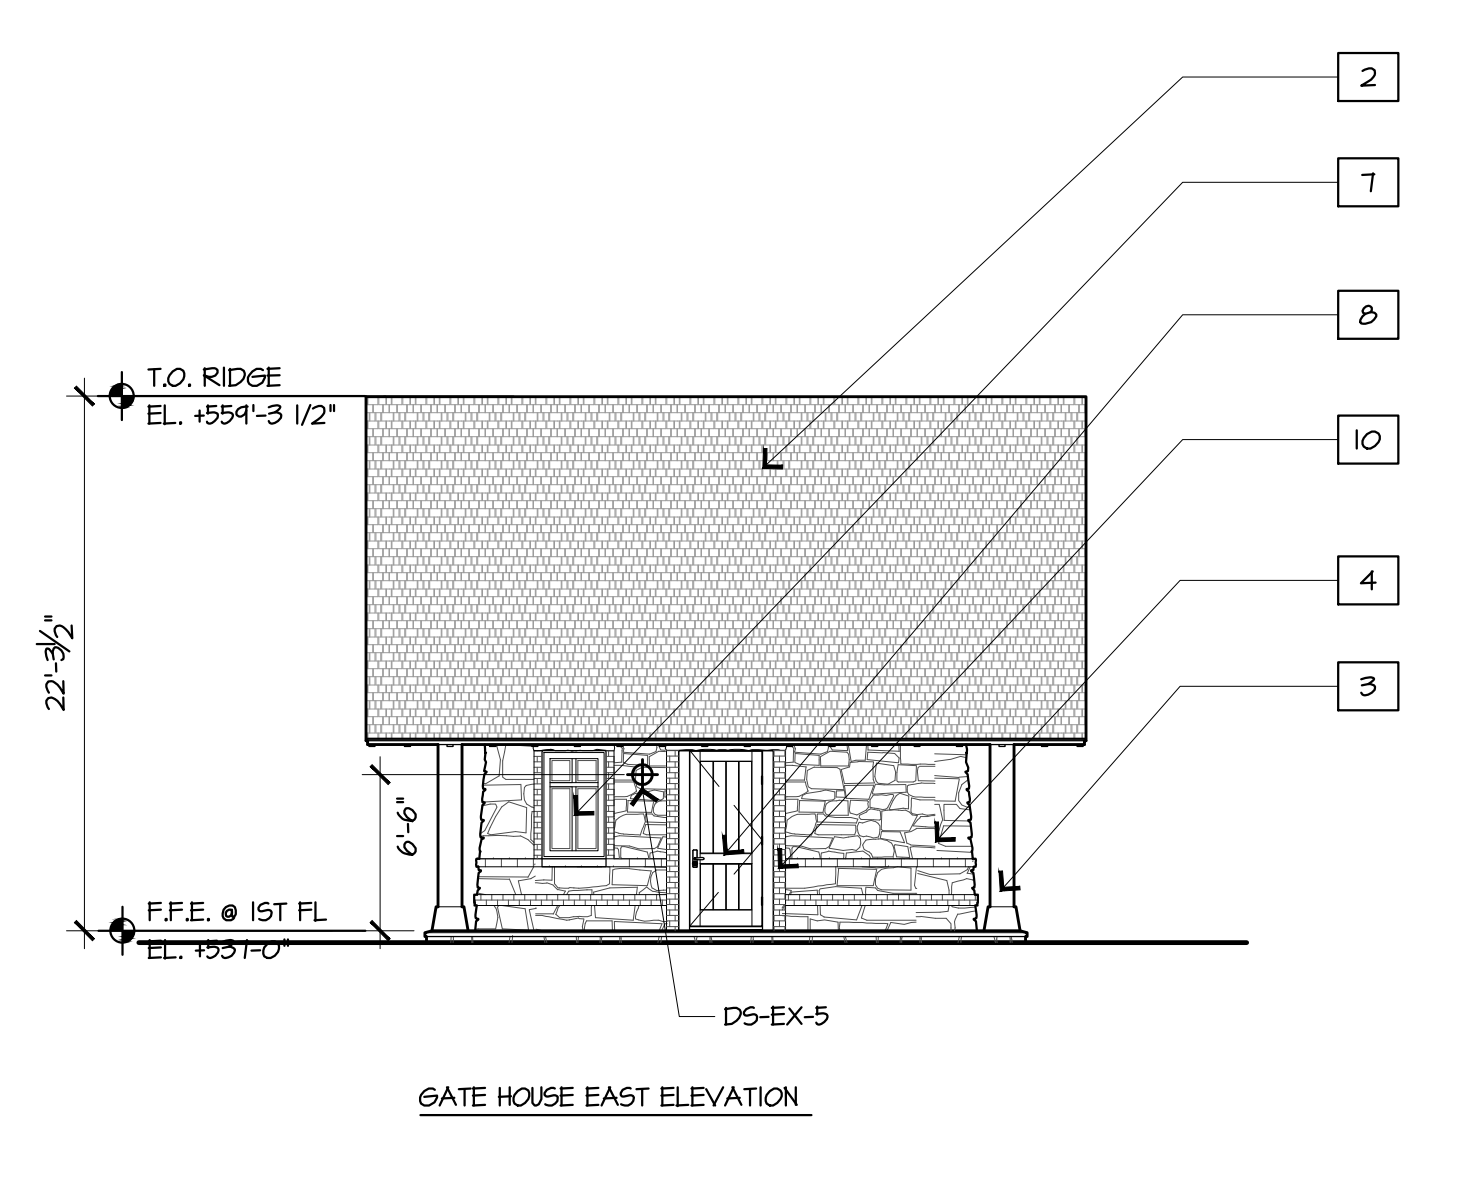 2
7
8
T.O. RIDGE
EL. +559'-3 1/2"
10
4
22'-3½"
3
6'-6"
F.F.E. @ 1ST FL
EL. +537'-0"
DS-EX-5
GATE HOUSE EAST ELEVATION